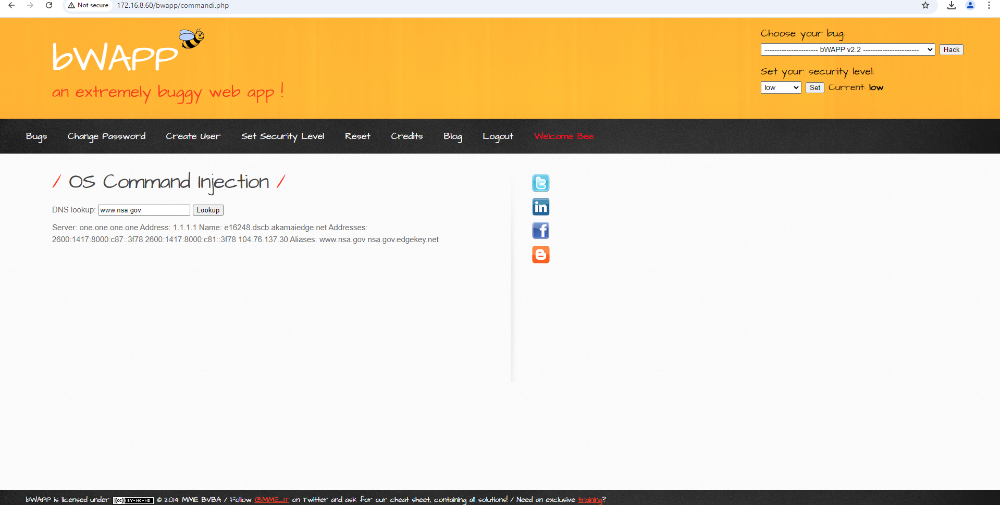 Not secure 172.16.8.60/bwapp/commandi.php
bWAPP
an extremely buggy web app !
Choose your bug:
---------------------- bWAPP v2.2 ----------------------- Hack
Set your security level:
low Set Current: low
Bugs Change Password Create User Set Security Level Reset Credits Blog Logout Welcome Bee
/ OS Command Injection /
DNS lookup: www.nsa.gov Lookup
Server: one.one.one.one Address: 1.1.1.1 Name: e16248.dscb.akamaiedge.net Addresses:
2600:1417:8000:c87::3f78 2600:1417:8000:c81::3f78 104.76.137.30 Aliases: www.nsa.gov nsa.gov.edgekey.net
bWAPP is licensed under (cc) BY-NC-ND © 2014 MME BVBA / Follow @MME_IT on Twitter and ask for our cheat sheet, containing all solutions! / Need an exclusive training?